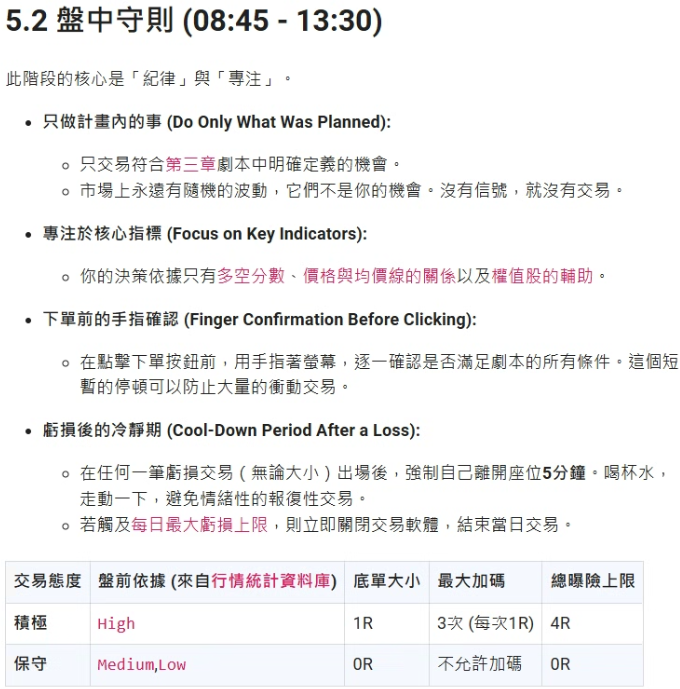 5.2 盤中守則 (08:45 - 13:30)
此階段的核心是「紀律」與「專注」。
• 只做計畫內的事 (Do Only What Was Planned):
◦ 只交易符合第三章劇本中明確定義的機會。
◦ 市場上永遠有隨機的波動，它們不是你的機會。沒有信號，就沒有交易。
• 專注於核心指標 (Focus on Key Indicators):
◦ 你的決策依據只有多空分數、價格與均價線的關係以及權值股的輔助。
• 下單前的手指確認 (Finger Confirmation Before Clicking):
◦ 在點擊下單按鈕前，用手指著螢幕，逐一確認是否滿足劇本的所有條件。這個短
暫的停頓可以防止大量的衝動交易。
• 虧損後的冷靜期 (Cool-Down Period After a Loss):
◦ 在任何一筆虧損交易（無論大小）出場後，強制自己離開座位5分鐘。喝杯水，
走動一下，避免情緒性的報復性交易。
◦ 若觸及每日最大虧損上限，則立即關閉交易軟體，結束當日交易。
交易態度 盤前依據 (來自行情統計資料庫) 底單大小 最大加碼 總曝險上限
積極 High 1R 3次 (每次1R) 4R
保守 Medium,Low 0R 不允許加碼 0R